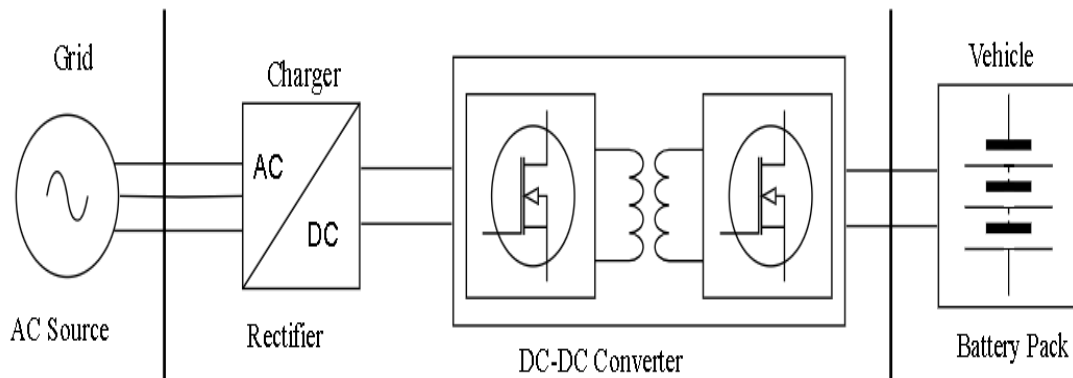 Grid
Charger
Vehicle
AC
DC
AC Source
Rectifier
DC-DC Converter
Battery Pack